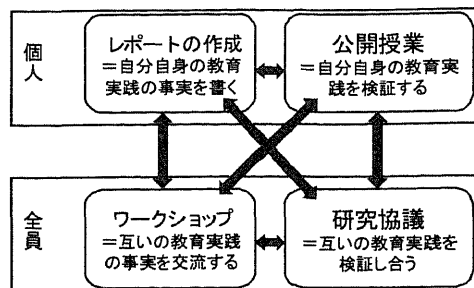 個人
レポートの作成
=自分自身の教育
実践の事実を書く
公開授業
=自分自身の教育実
践を検証する
全員
ワークショップ
=互いの教育実践
の事実を交流する
研究協議
=互いの教育実践を
検証し合う